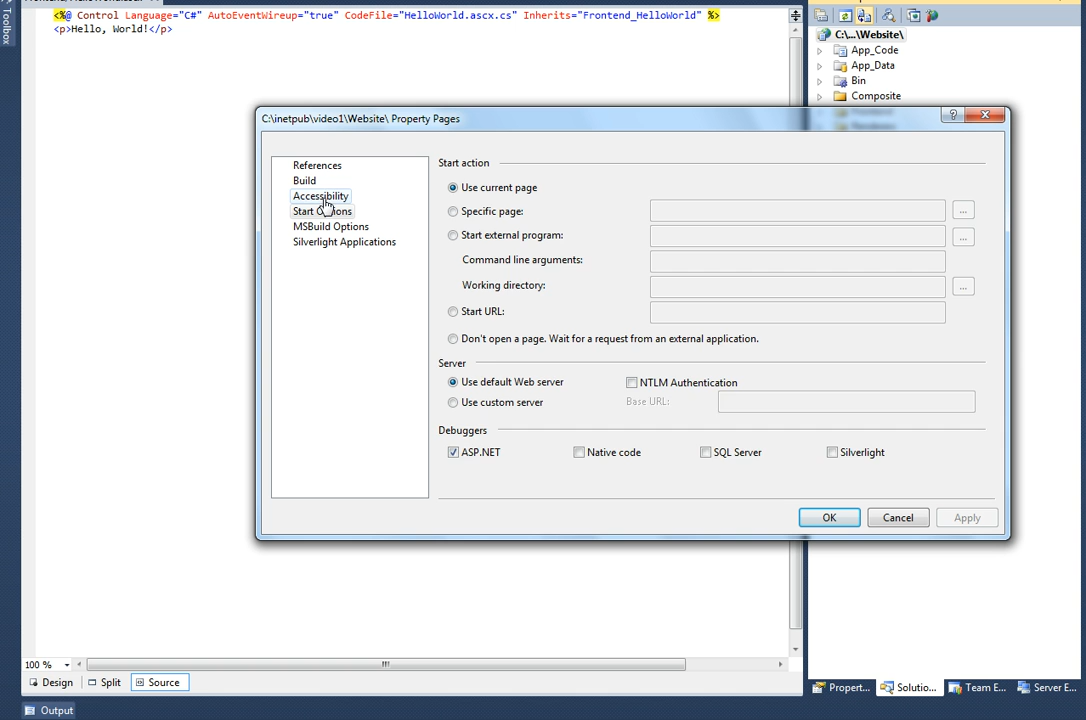 Toolbox
<%@ Control Language="C#" AutoEventWireup="true" CodeFile="HelloWorld.ascx.cs" Inherits="Frontend_HelloWorld" %>
<p>Hello, World!</p>
C:\...\Website\
App_Code
App_Data
Bin
Composite
C:\inetpub\video1\Website\ Property Pages
References
Build
Accessibility
Start Options
MSBuild Options
Silverlight Applications
Start action
Use current page
Specific page:
...
Start external program:
...
Command line arguments:
Working directory:
...
Start URL:
Don't open a page. Wait for a request from an external application.
Server
Use default Web server
NTLM Authentication
Use custom server
Base URL:
Debuggers
ASP.NET
Native code
SQL Server
Silverlight
OK
Cancel
Apply
100 %
Design
Split
Source
Propert...
Solutio...
Team E...
Server E...
Output